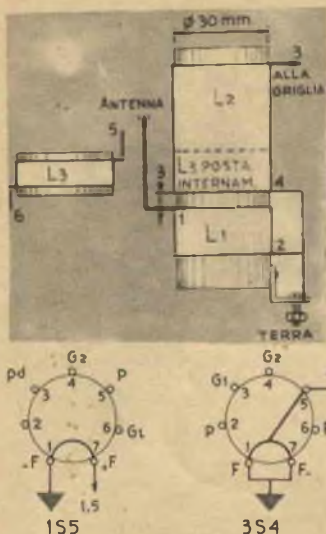 Ø 30 mm
3
ALLA GRIGLIA
ANTENNA
L2
5
L3
6
3
L3 POSTA INTERNAM.
4
1
L1
2
TERRA
G2
4
pd
3
p
5
2
6
G1
1
7
-F
+F
1,5
1S5
G2
4
G1
3
5
p
2
6
1
7
F
F-
3S4